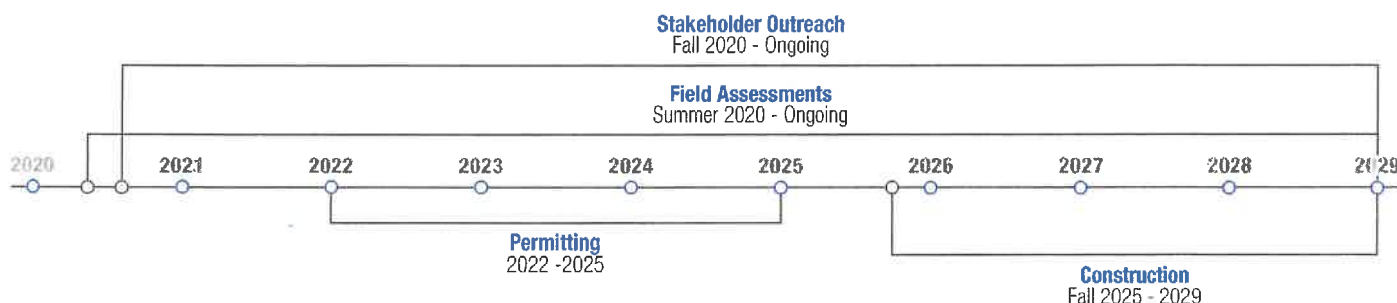 Stakeholder Outreach
Fall 2020 - Ongoing
Field Assessments
Summer 2020 - Ongoing
2020 2021 2022 2023 2024 2025 2026 2027 2028 2029
Permitting
2022 -2025
Construction
Fall 2025 - 2029